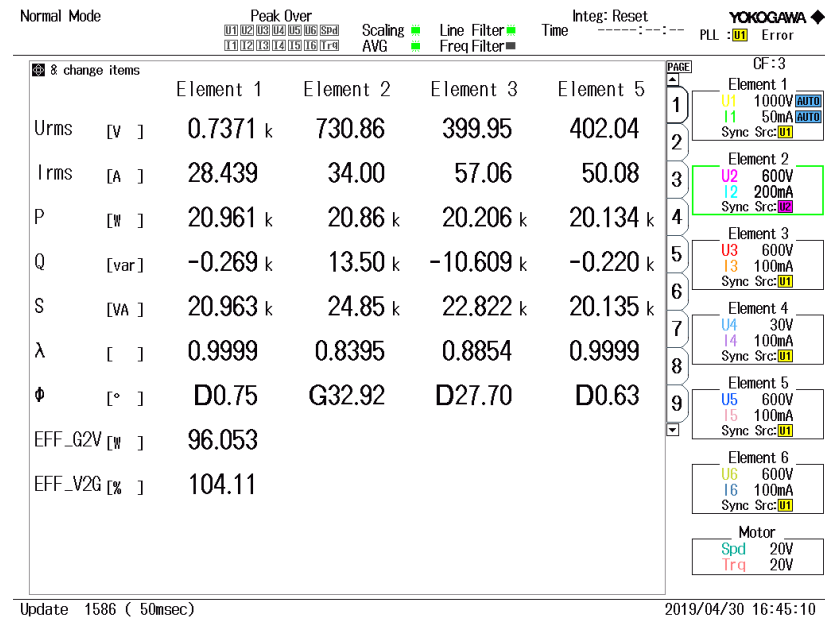 Normal Mode
Peak Over
U1 U2 U3 U4 U5 U6 Spd
I1 I2 I3 I4 I5 I6 Trq
Scaling
AVG
Line Filter
Freq Filter
Integ: Reset
Time -----:--:--
YOKOGAWA
PLL :U1 Error
& change items
Element 1 Element 2 Element 3 Element 5
Urms [V ] 0.7371 k 730.86 399.95 402.04
Irms [A ] 28.439 34.00 57.06 50.08
P [W ] 20.961 k 20.86 k 20.206 k 20.134 k
Q [var] -0.269 k 13.50 k -10.609 k -0.220 k
S [VA ] 20.963 k 24.85 k 22.822 k 20.135 k
λ [ ] 0.9999 0.8395 0.8854 0.9999
Φ [° ] D0.75 G32.92 D27.70 D0.63
EFF_G2V [W ] 96.053
EFF_V2G [% ] 104.11
PAGE
1
2
3
4
5
6
7
8
9
CF:3
Element 1
U1 1000V AUTO
I1 50mA AUTO
Sync Src:U1
Element 2
U2 600V
I2 200mA
Sync Src:U2
Element 3
U3 600V
I3 100mA
Sync Src:U1
Element 4
U4 30V
I4 100mA
Sync Src:U1
Element 5
U5 600V
I5 100mA
Sync Src:U1
Element 6
U6 600V
I6 100mA
Sync Src:U1
Motor
Spd 20V
Trq 20V
Update 1586 ( 50msec)
2019/04/30 16:45:10